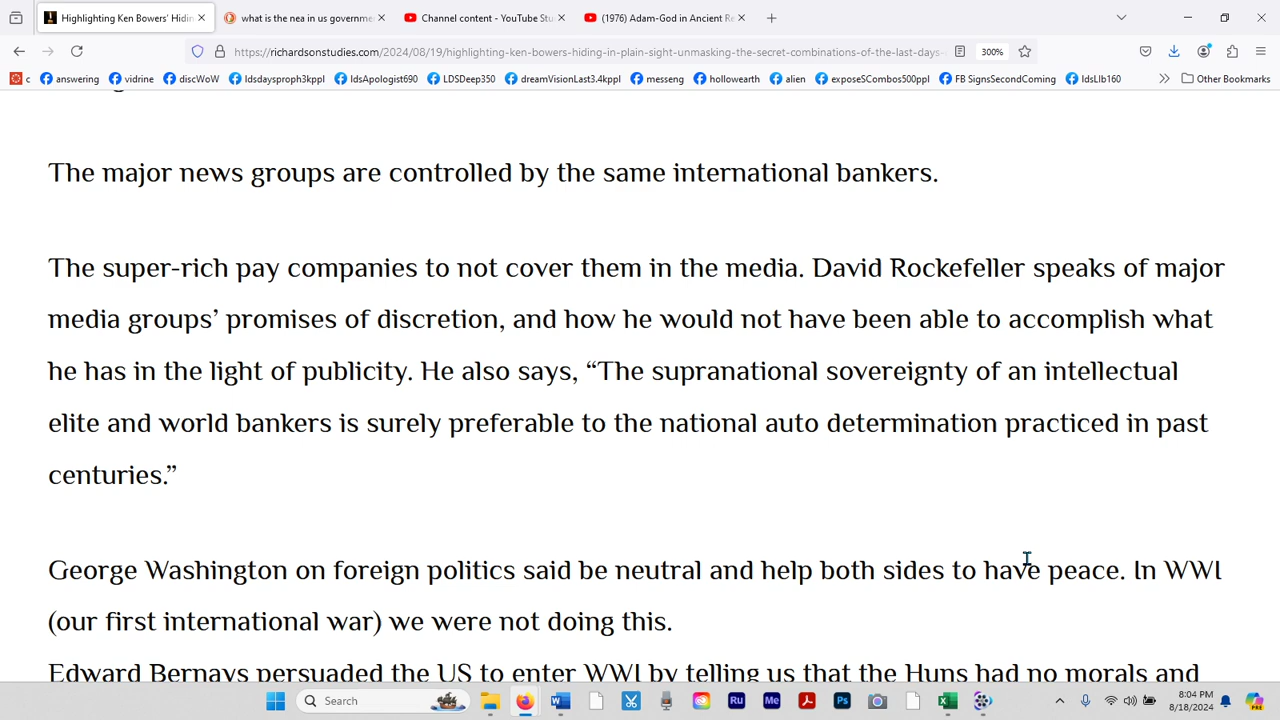 Highlighting Ken Bowers' Hidin
what is the nea in us governme
Channel content - YouTube Stu
(1976) Adam-God in Ancient Re
https://richardsonstudies.com/2024/08/19/highlighting-ken-bowers-hiding-in-plain-sight-unmasking-the-secret-combinations-of-the-last-days-
300%
c answering vidrine discWoW ldsdaysproph3kppl ldsApologist690 LDSDeep350 dreamVisionLast3.4kppl messeng hollowearth alien exposeSCombos500ppl FB SignsSecondComing ldsLIb160 Other Bookmarks
The major news groups are controlled by the same international bankers.
The super-rich pay companies to not cover them in the media. David Rockefeller speaks of major
media groups’ promises of discretion, and how he would not have been able to accomplish what
he has in the light of publicity. He also says, “The supranational sovereignty of an intellectual
elite and world bankers is surely preferable to the national auto determination practiced in past
centuries.”
George Washington on foreign politics said be neutral and help both sides to have peace. In WWI
(our first international war) we were not doing this.
Edward Bernays persuaded the US to enter WWI by telling us that the Huns had no morals and
Search
Ru
Me
Ps
8:04 PM
8/18/2024